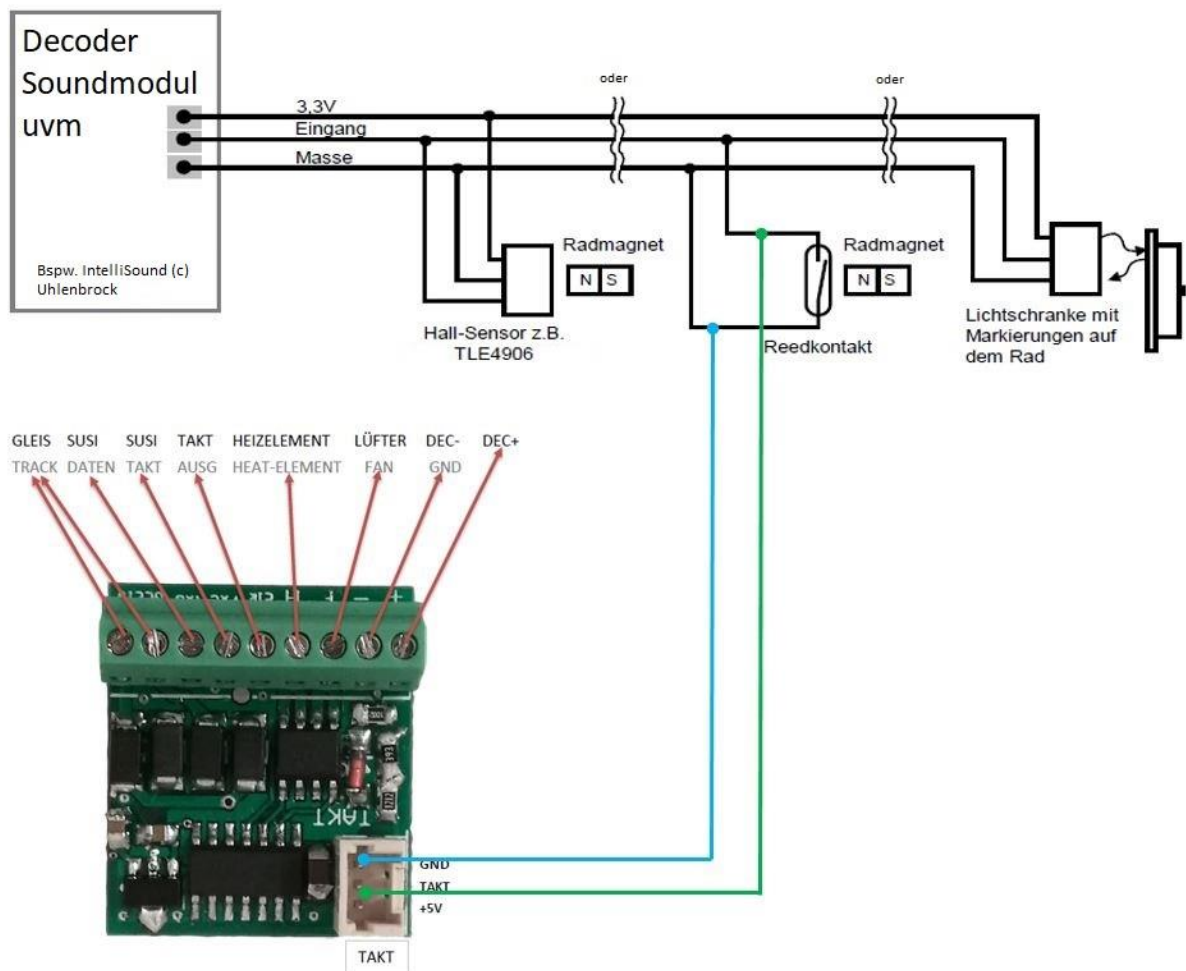 Decoder
Soundmodul
uvm
3,3V
Eingang
Masse
Bspw. IntelliSound (c)
Uhlenbrock
oder
oder
Radmagnet
N S
Hall-Sensor z.B.
TLE4906
Radmagnet
N S
Reedkontakt
Lichtschranke mit
Markierungen auf
dem Rad
GLEIS SUSI SUSI TAKT HEIZELEMENT LÜFTER DEC- DEC+
TRACK DATEN TAKT AUSG HEAT-ELEMENT FAN GND
TAKT
GND
TAKT
+5V
TAKT